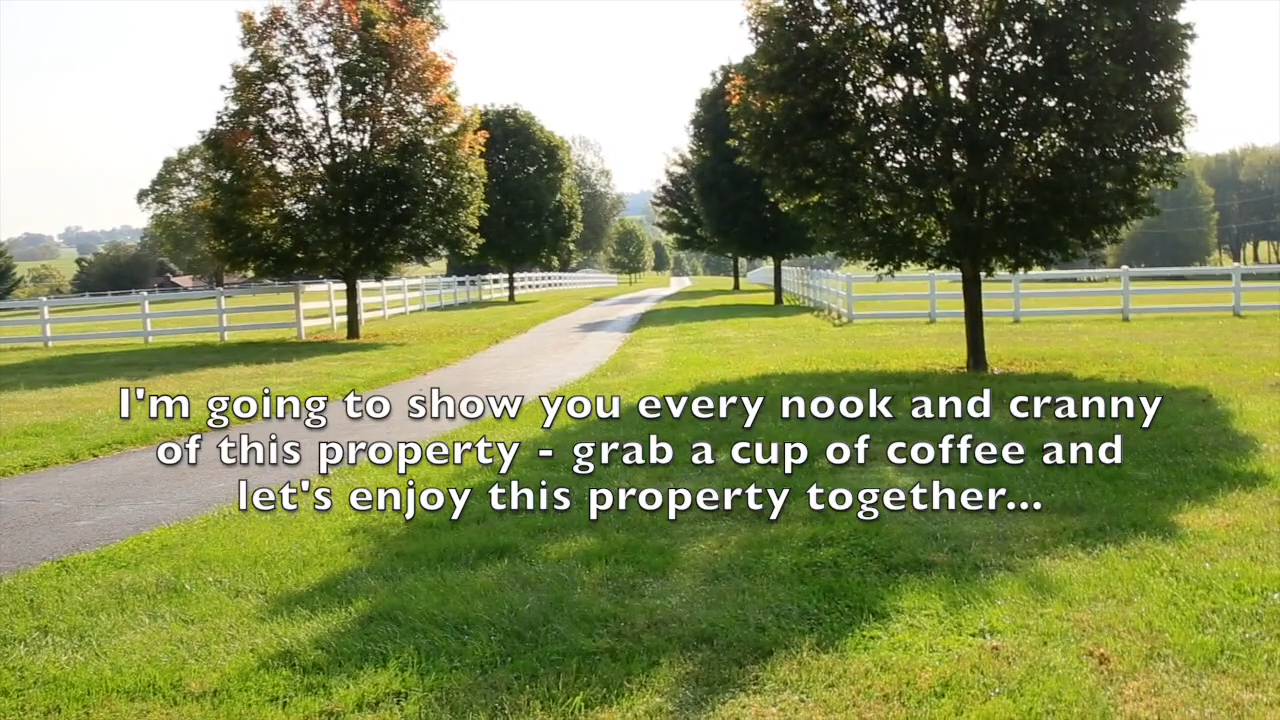 I'm going to show you every nook and cranny
of this property - grab a cup of coffee and
let's enjoy this property together...